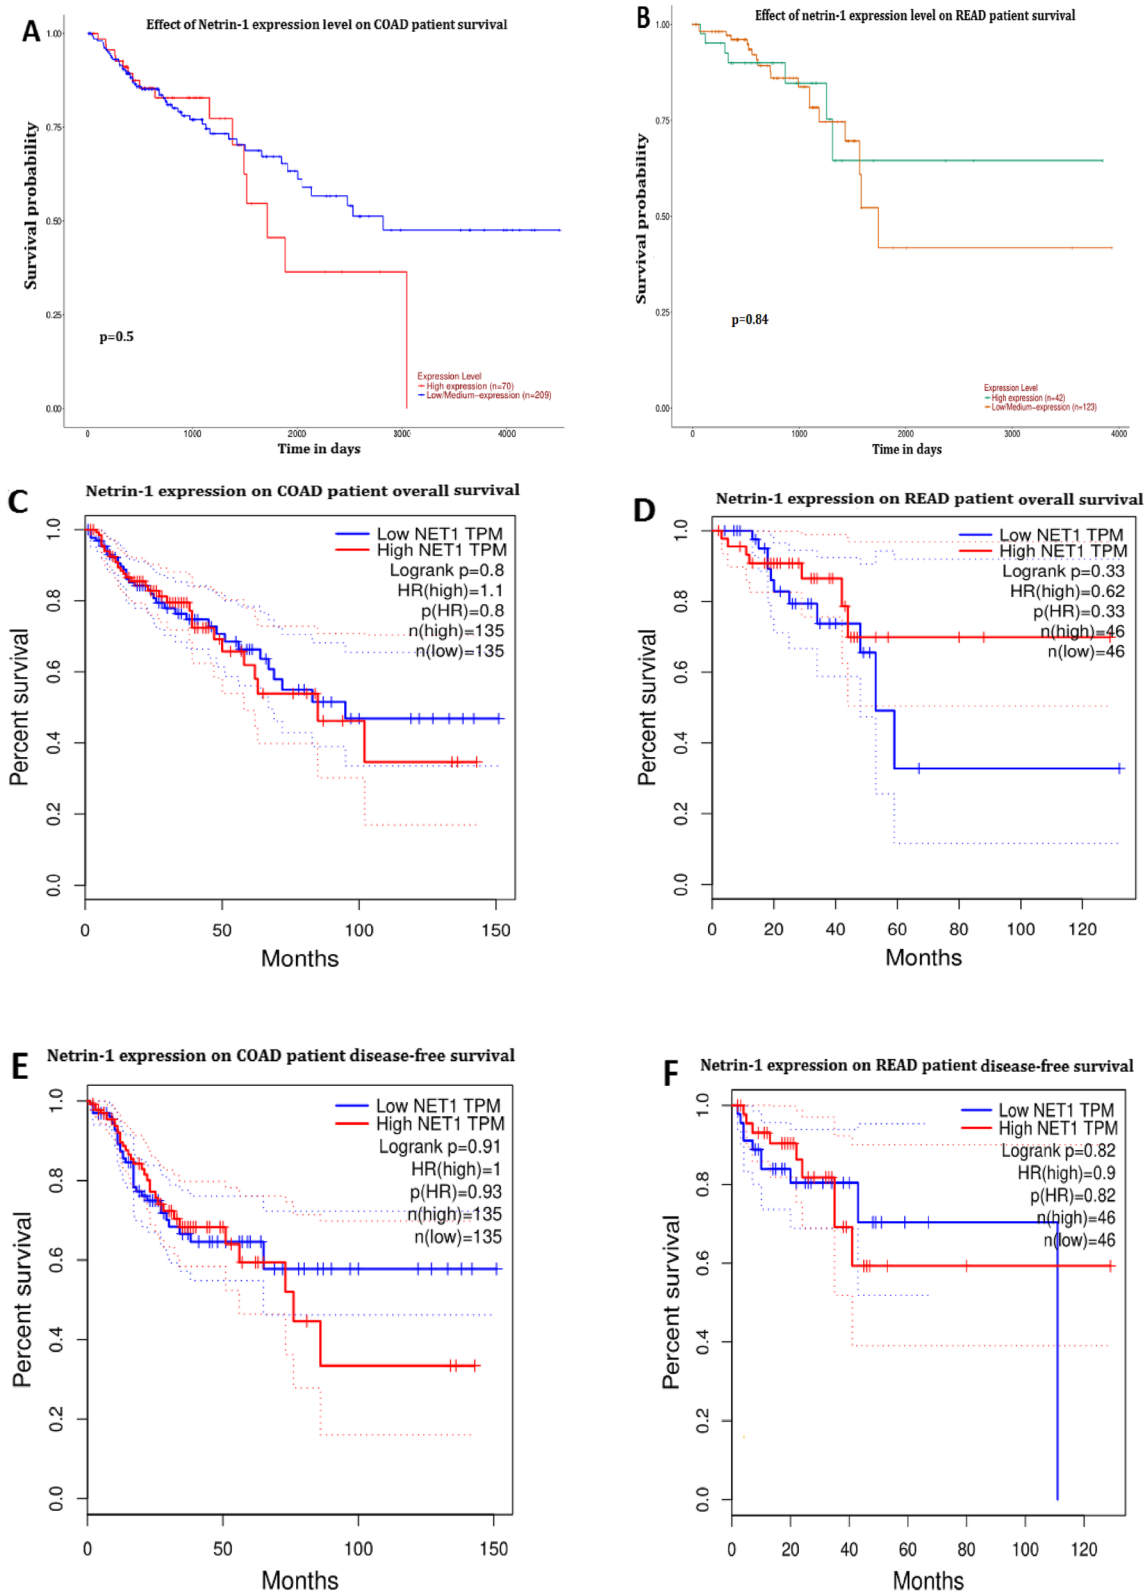 A
Effect of Netrin-1 expression level on COAD patient survival
Survival probability
1.00
0.75
0.50
0.25
0.00
p=0.5
Expression Level
High expression (n=70)
Low/Medium-expression (n=209)
0
1000
2000
3000
4000
Time in days
B
Effect of netrin-1 expression level on READ patient survival
Survival probability
1.00
0.75
0.50
0.25
0.00
p=0.84
Expression Level
High expression (n=42)
Low/Medium-expression (n=123)
0
1000
2000
3000
4000
Time in days
C
Netrin-1 expression on COAD patient overall survival
Percent survival
1.0
0.8
0.6
0.4
0.2
0.0
Low NET1 TPM
High NET1 TPM
Logrank p=0.8
HR(high)=1.1
p(HR)=0.8
n(high)=135
n(low)=135
0
50
100
150
Months
D
Netrin-1 expression on READ patient overall survival
Percent survival
1.0
0.8
0.6
0.4
0.2
0.0
Low NET1 TPM
High NET1 TPM
Logrank p=0.33
HR(high)=0.62
p(HR)=0.33
n(high)=46
n(low)=46
0
20
40
60
80
100
120
Months
E
Netrin-1 expression on COAD patient disease-free survival
Percent survival
1.0
0.8
0.6
0.4
0.2
0.0
Low NET1 TPM
High NET1 TPM
Logrank p=0.91
HR(high)=1
p(HR)=0.93
n(high)=135
n(low)=135
0
50
100
150
Months
F
Netrin-1 expression on READ patient disease-free survival
Percent survival
1.0
0.8
0.6
0.4
0.2
0.0
Low NET1 TPM
High NET1 TPM
Logrank p=0.82
HR(high)=0.9
p(HR)=0.82
n(high)=46
n(low)=46
0
20
40
60
80
100
120
Months